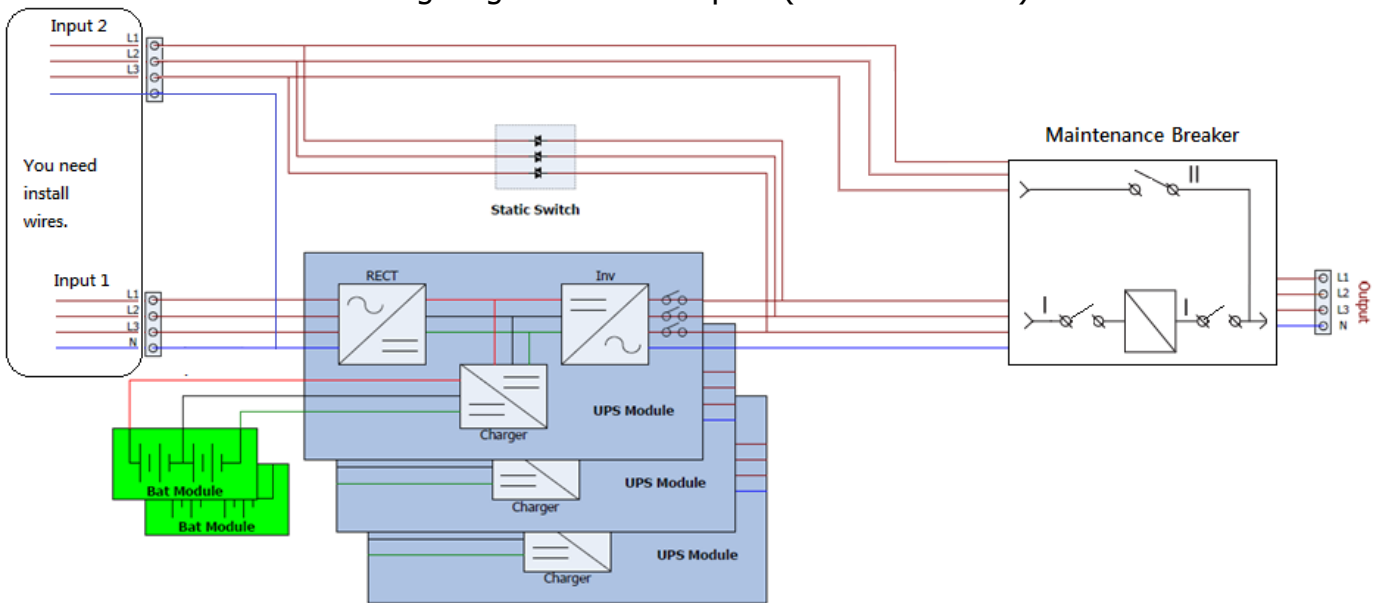 Input 2
L1
L2
L3
You need
install
wires.
Static Switch
Maintenance Breaker
II
I
I
L1
L2
L3
N
Output
Input 1
L1
L2
L3
N
RECT
Inv
Charger
UPS Module
Charger
UPS Module
Charger
UPS Module
Bat Module
Bat Module